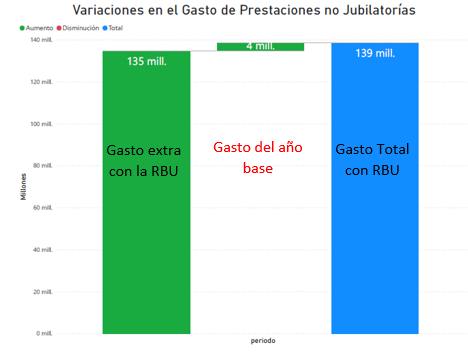 Variaciones en el Gasto de Prestaciones no Jubilatorías
Aumento Disminución Total
140 mill.
120 mill.
100 mill.
80 mill.
60 mill.
40 mill.
20 mill.
0 mill.
Millones
135 mill.
4 mill.
139 mill.
Gasto extra
con la RBU
Gasto del año
base
Gasto Total
con RBU
periodo